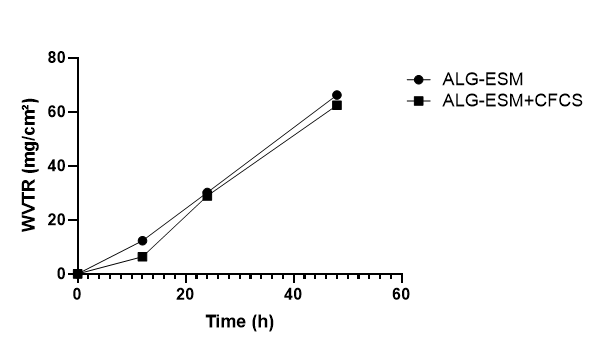 80
60
40
20
0
WVTR (mg/cm²)
0 20 40 60
Time (h)
ALG-ESM
ALG-ESM+CFCS